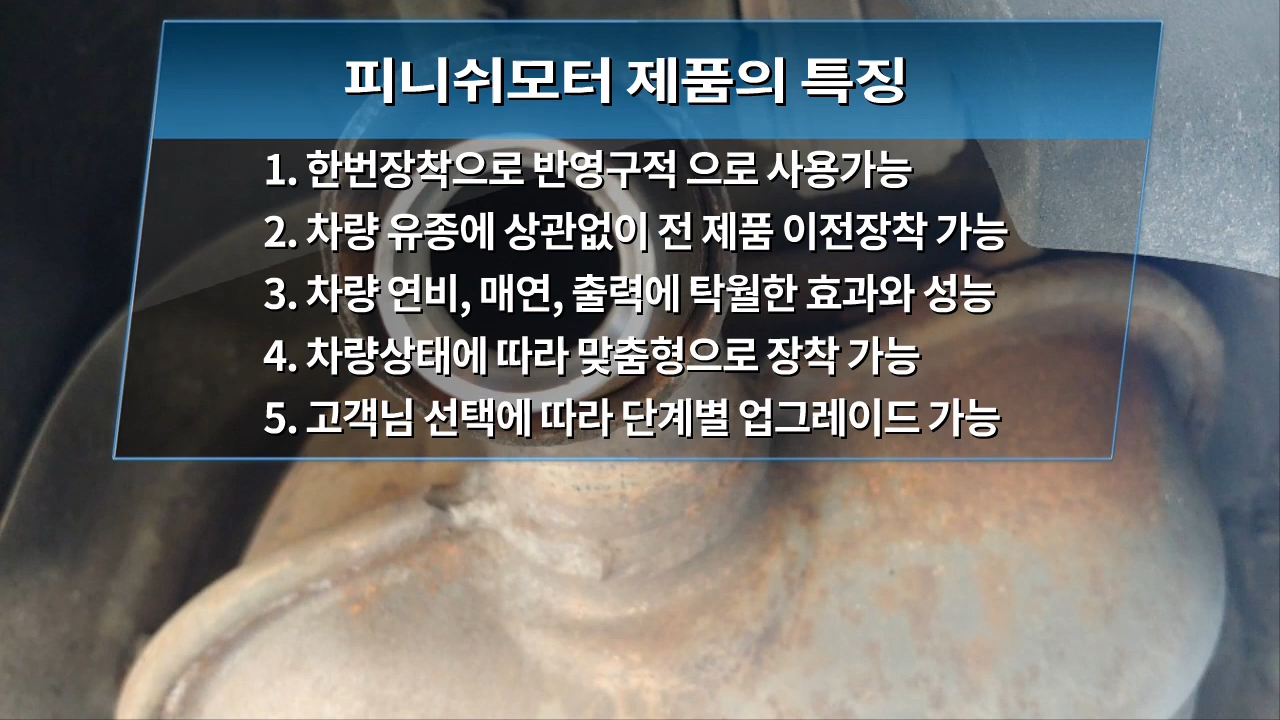 피니쉬모터 제품의 특징
1. 한번장착으로 반영구적 으로 사용가능
2. 차량 유종에 상관없이 전 제품 이전장착 가능
3. 차량 연비, 매연, 출력에 탁월한 효과와 성능
4. 차량상태에 따라 맞춤형으로 장착 가능
5. 고객님 선택에 따라 단계별 업그레이드 가능